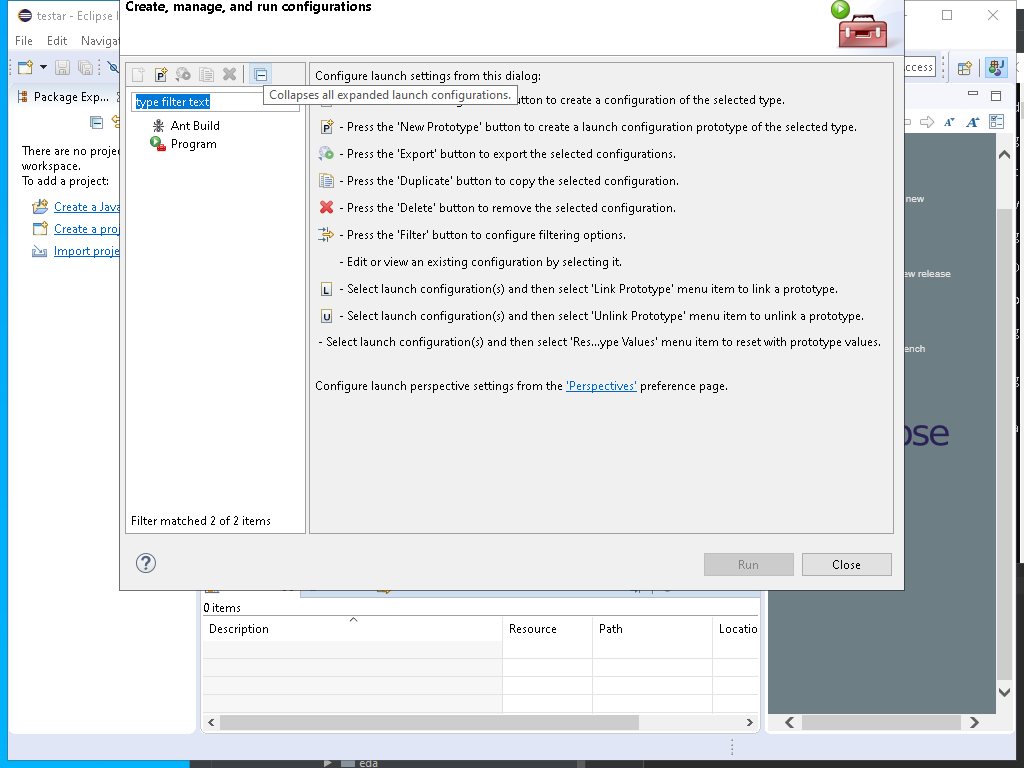 testar - Eclipse I
Create, manage, and run configurations
File Edit Navigat
Configure launch settings from this dialog:
Collapses all expanded launch configurations.
utton to create a configuration of the selected type.
type filter text
Package Exp...
Ant Build
Program
- Press the 'New Prototype' button to create a launch configuration prototype of the selected type.
- Press the 'Export' button to export the selected configurations.
- Press the 'Duplicate' button to copy the selected configuration.
- Press the 'Delete' button to remove the selected configuration.
- Press the 'Filter' button to configure filtering options.
- Edit or view an existing configuration by selecting it.
L - Select launch configuration(s) and then select 'Link Prototype' menu item to link a prototype.
U - Select launch configuration(s) and then select 'Unlink Prototype' menu item to unlink a prototype.
- Select launch configuration(s) and then select 'Res...ype Values' menu item to reset with prototype values.
Configure launch perspective settings from the 'Perspectives' preference page.
There are no projec
workspace.
To add a project:
Create a Java
Create a proj
Import proje
ccess
new
ew release
ench
ose
Filter matched 2 of 2 items
Run
Close
0 items
Description Resource Path Locatio
eda